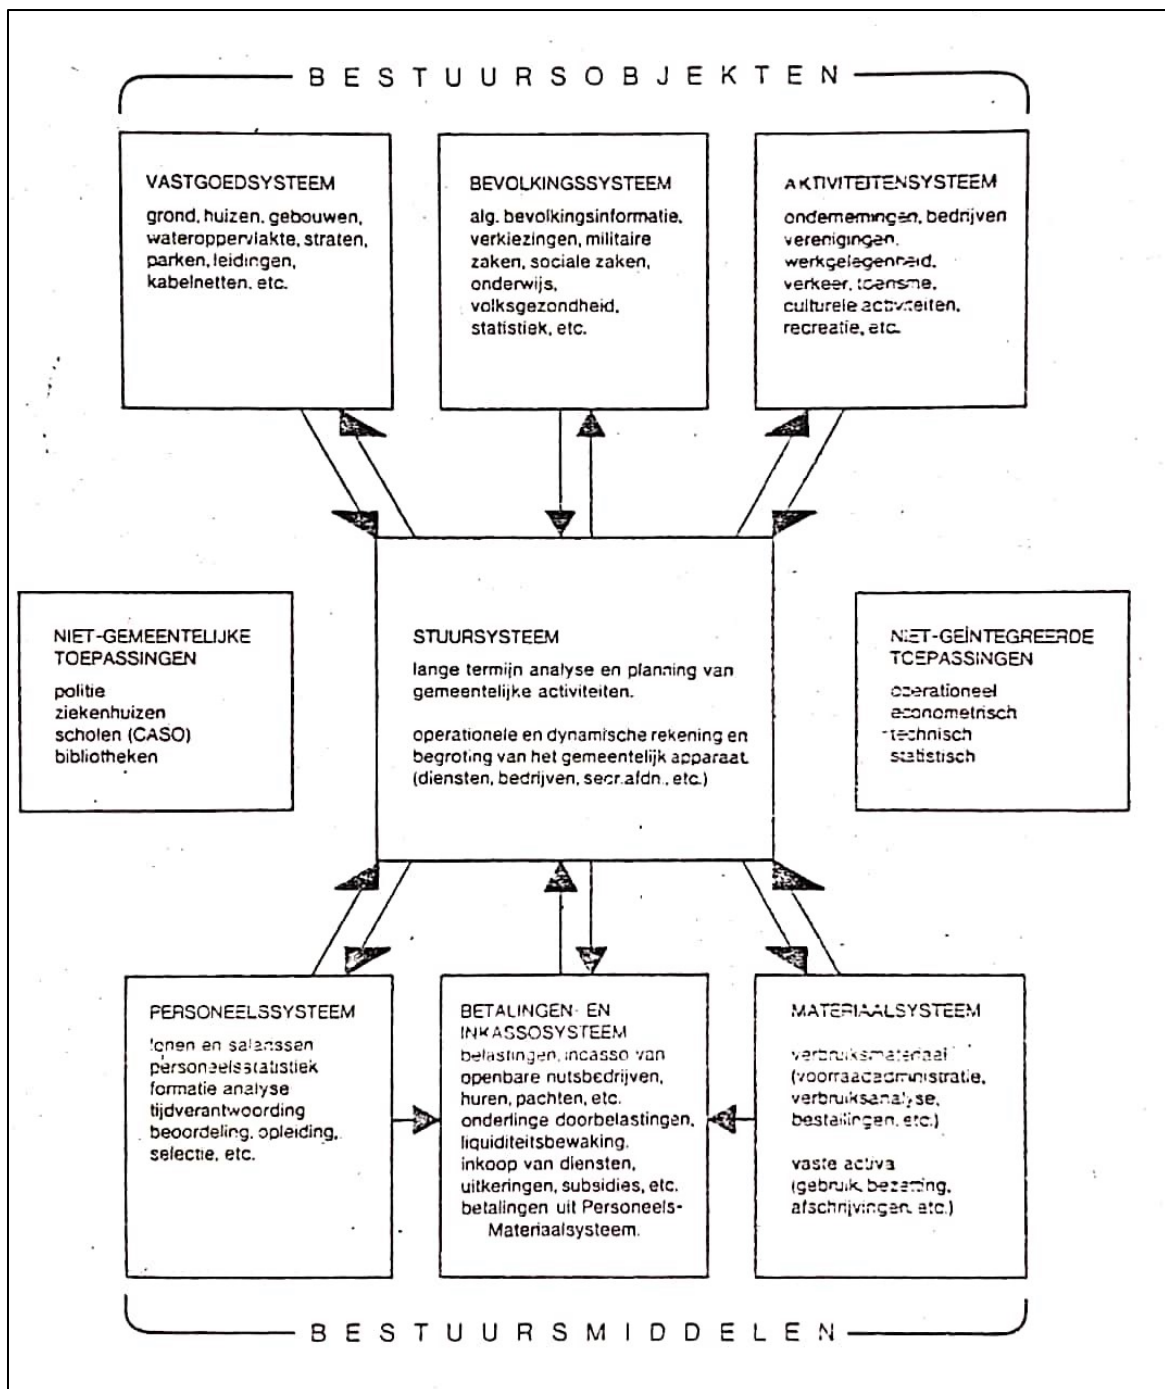 BESTUURSOBJEKTEN
VASTGOEDSYSTEEM
grond, huizen, gebouwen,
wateroppervlakte, straten,
parken, leidingen,
kabelnetten, etc.
BEVOLKINGSSYSTEEM
alg. bevolkingsinformatie,
verkiezingen, militaire
zaken, sociale zaken,
onderwijs,
volksgezondheid,
statistiek, etc.
AKTIVITEITENSYSTEEM
ondernemingen, bedrijven
verenigingen,
werkgelegenheid,
verkeer, toerisme,
culturele activiteiten,
recreatie, etc.
NIET-GEMEENTELIJKE
TOEPASSINGEN
politie
ziekenhuizen
scholen (CASO)
bibliotheken
STUURSYSTEEM
lange termijn analyse en planning van
gemeentelijke activiteiten.
operationele en dynamische rekening en
begroting van het gemeentelijk apparaat.
(diensten, bedrijven, secr.afdn., etc.)
NIET-GEÏNTEGREERDE
TOEPASSINGEN
operationeel
econometrisch
technisch
statistisch
PERSONEELSSYSTEEM
lonen en salarissen
personeelsstatistiek
formatie analyse
tijdverantwoording
beoordeling, opleiding,
selectie, etc.
BETALINGEN- EN
INKASSOSYSTEEM
belastingen, incasso van
openbare nutsbedrijven,
huren, pachten, etc.
onderlinge doorbelastingen,
liquiditeitsbewaking,
inkoop van diensten,
uitkeringen, subsidies, etc.
betalingen uit Personeels-
Materiaalsysteem.
MATERIAALSYSTEEM
verbruiksmateriaal
(voorraadadministratie,
verbruiksanalyse,
bestellingen, etc.)
vaste activa
(gebruik, bezetting,
afschrijvingen, etc.)
BESTUURSMIDDELEN